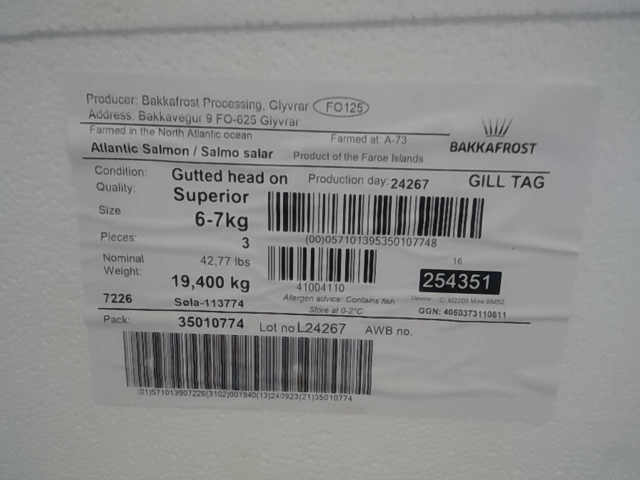 Producer: Bakkafrost Processing, Glyvrar FO125
Address: Bakkavegur 9 FO-625 Glyvrar
Farmed in the North Atlantic ocean Farmed at: A-73
BAKKAFROST
Atlantic Salmon / Salmo salar Product of the Faroe Islands
Condition: Gutted head on Production day: 24267 GILL TAG
Quality: Superior
Size 6-7kg
(00)057101395350107748
Pieces: 3
Nominal Weight: 42,77 lbs 16
19,400 kg 41004110 254351
7226 Sola-113774 Allergen advice: Contains fish
Store at 0-2°C
GGN: 4050373110611
Pack: 35010774 Lot no L24267 AWB no.
(01)571013907226(3102)001940(13)240923(21)35010774